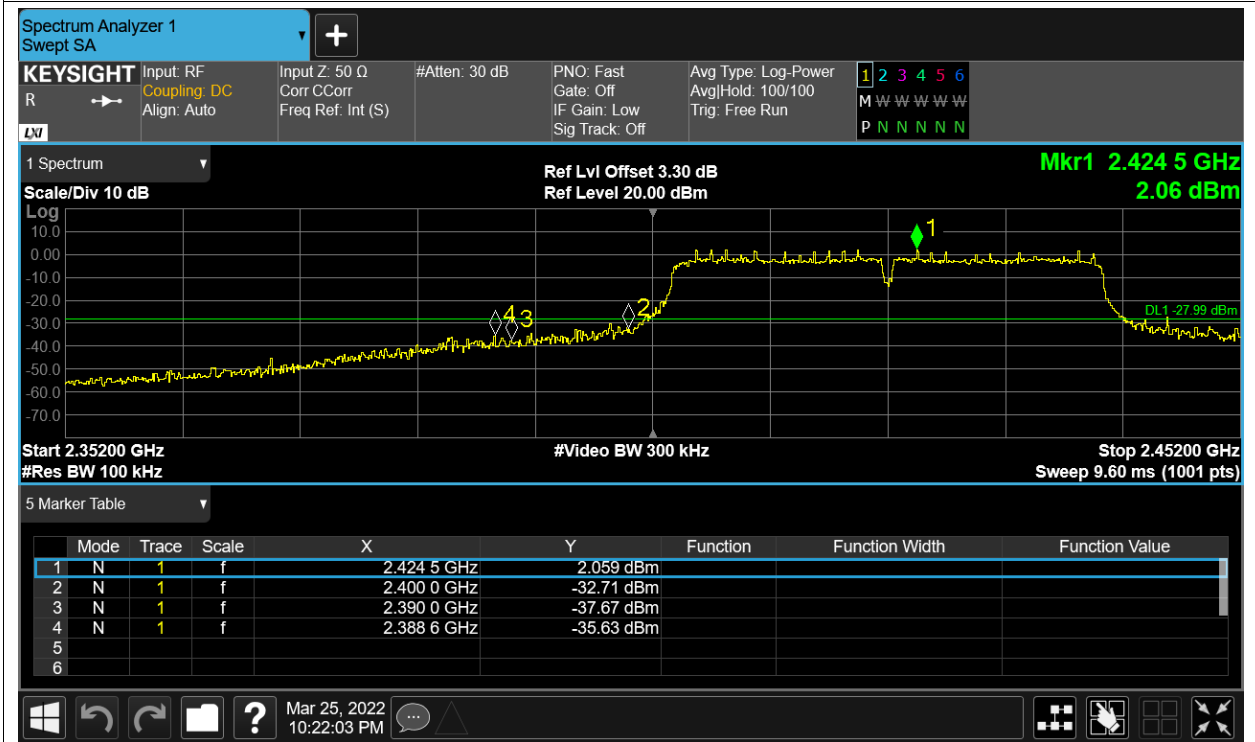 Spectrum Analyzer 1
Swept SA
+
KEYSIGHT Input: RF Input Z: 50 Ω #Atten: 30 dB PNO: Fast Avg Type: Log-Power 1 2 3 4 5 6
R Coupling: DC Corr CCorr Gate: Off Avg|Hold: 100/100 M W W W W W
Align: Auto Freq Ref: Int (S) IF Gain: Low Trig: Free Run
LXI Sig Track: Off P N N N N N
1 Spectrum Ref Lvl Offset 3.30 dB Mkr1 2.424 5 GHz
Scale/Div 10 dB Ref Level 20.00 dBm 2.06 dBm
Log
10.0
0.00
-10.0
-20.0
-30.0
-40.0
-50.0
-60.0
-70.0
1
2
4
3
DL1 -27.99 dBm
Start 2.35200 GHz #Video BW 300 kHz Stop 2.45200 GHz
#Res BW 100 kHz Sweep 9.60 ms (1001 pts)
5 Marker Table
Mode Trace Scale X Y Function Function Width Function Value
1 N 1 f 2.424 5 GHz 2.059 dBm
2 N 1 f 2.400 0 GHz -32.71 dBm
3 N 1 f 2.390 0 GHz -37.67 dBm
4 N 1 f 2.388 6 GHz -35.63 dBm
5
6
? Mar 25, 2022
10:22:03 PM